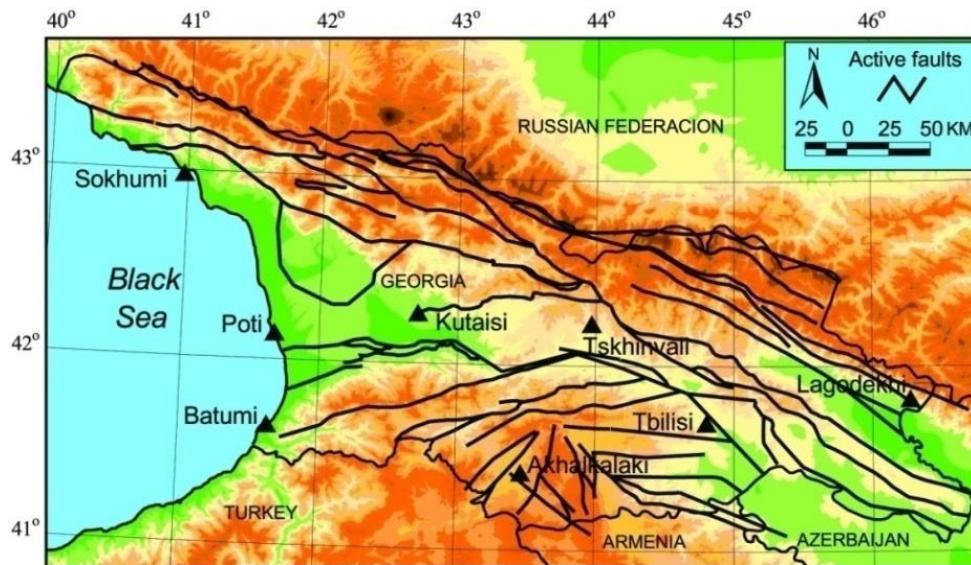 40° 41° 42° 43° 44° 45° 46°
N
Active faults
25 0 25 50 KM
RUSSIAN FEDERACION
43°
Sokhumi
Black
Sea
GEORGIA
Poti
Kutaisi
Tskhinvali
42°
Lagodekhi
Batumi
Tbilisi
Akhalkalaki
TURKEY
41°
ARMENIA
AZERBAIJAN